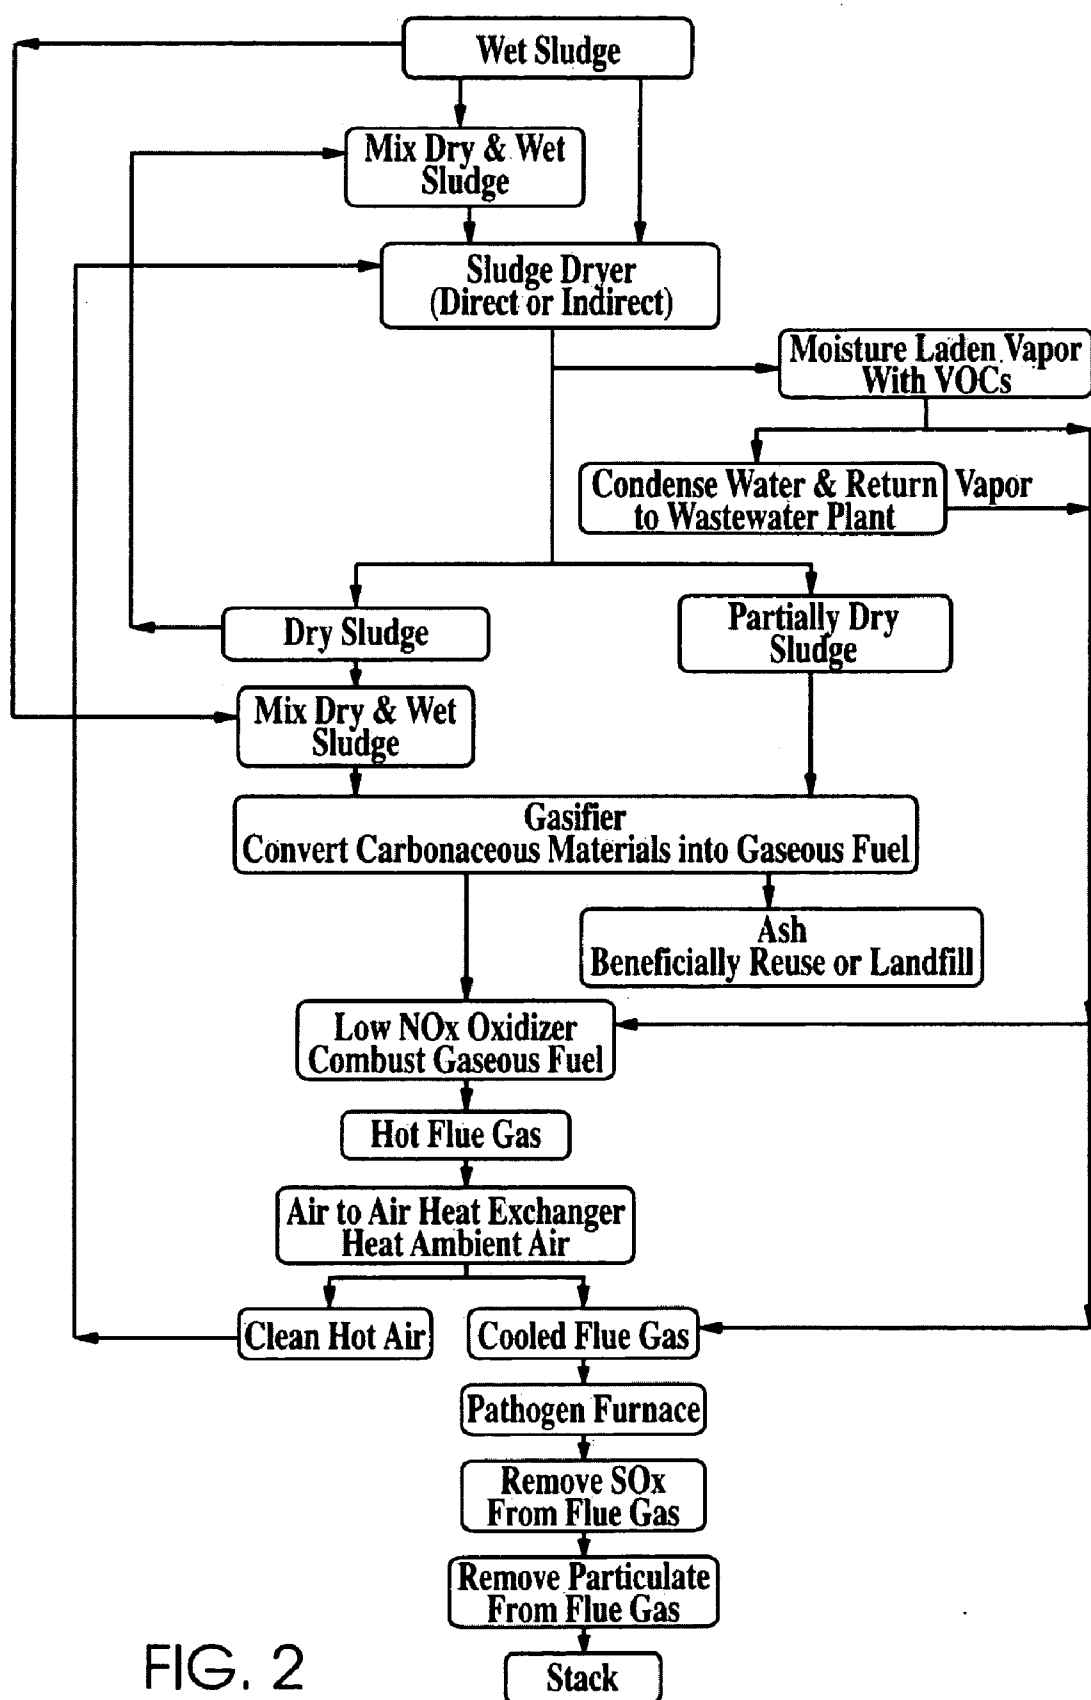 Wet Sludge
Mix Dry & Wet
Sludge
Sludge Dryer
(Direct or Indirect)
Moisture Laden Vapor
With VOCs
Condense Water & Return
to Wastewater Plant
Vapor
Dry Sludge
Partially Dry
Sludge
Mix Dry & Wet
Sludge
Gasifier
Convert Carbonaceous Materials into Gaseous Fuel
Ash
Beneficially Reuse or Landfill
Low NOx Oxidizer
Combust Gaseous Fuel
Hot Flue Gas
Air to Air Heat Exchanger
Heat Ambient Air
Clean Hot Air
Cooled Flue Gas
Pathogen Furnace
Remove SOx
From Flue Gas
Remove Particulate
From Flue Gas
Stack
FIG. 2